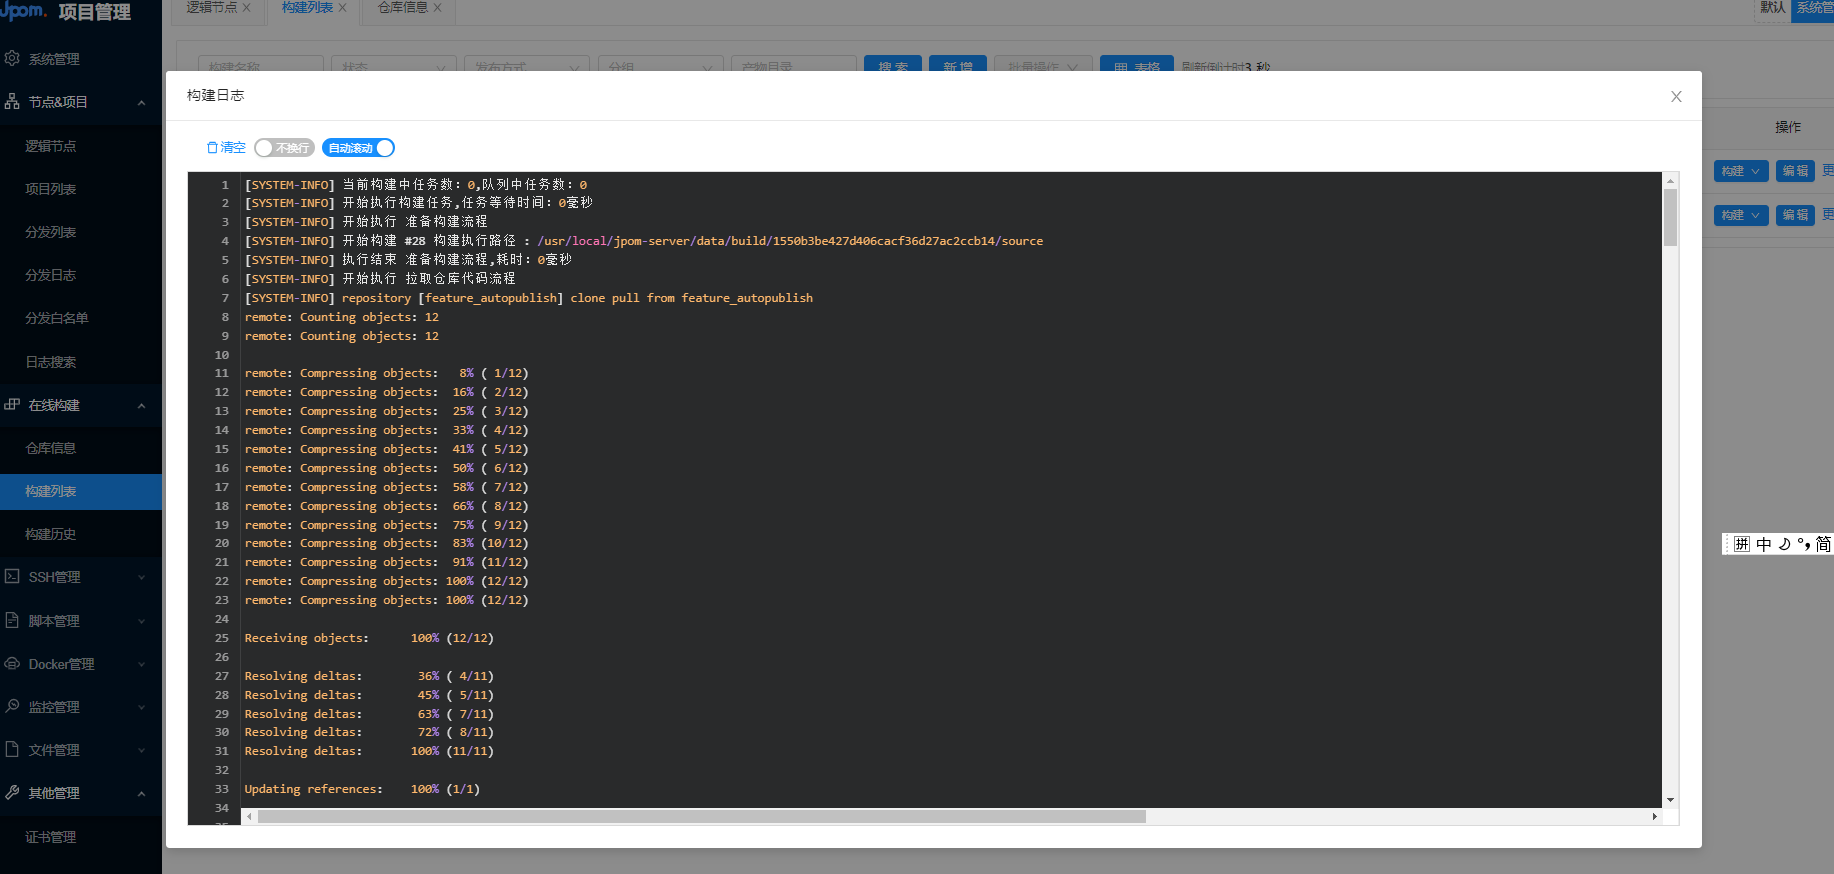 Jpom. 项目管理
逻辑节点 ×
构建列表 ×
仓库信息 ×
默认
系统管
系统管理
节点&项目
逻辑节点
项目列表
分发列表
分发日志
分发白名单
日志搜索
在线构建
仓库信息
构建列表
构建历史
SSH管理
脚本管理
Docker管理
监控管理
文件管理
其他管理
证书管理
构建名称
状态
发布方式
分组
产物目录
搜 索
新 增
批量操作
表格
刷新倒计时3 秒
操作
构建
编 辑
更
构建
编 辑
更
构建日志
清空
不换行
自动滚动
1 [SYSTEM-INFO] 当前构建中任务数：0,队列中任务数：0
2 [SYSTEM-INFO] 开始执行构建任务,任务等待时间：0毫秒
3 [SYSTEM-INFO] 开始执行 准备构建流程
4 [SYSTEM-INFO] 开始构建 #28 构建执行路径 : /usr/local/jpom-server/data/build/1550b3be427d406cacf36d27ac2ccb14/source
5 [SYSTEM-INFO] 执行结束 准备构建流程,耗时：0毫秒
6 [SYSTEM-INFO] 开始执行 拉取仓库代码流程
7 [SYSTEM-INFO] repository [feature_autopublish] clone pull from feature_autopublish
8 remote: Counting objects: 12
9 remote: Counting objects: 12
10
11 remote: Compressing objects:   8% ( 1/12)
12 remote: Compressing objects:  16% ( 2/12)
13 remote: Compressing objects:  25% ( 3/12)
14 remote: Compressing objects:  33% ( 4/12)
15 remote: Compressing objects:  41% ( 5/12)
16 remote: Compressing objects:  50% ( 6/12)
17 remote: Compressing objects:  58% ( 7/12)
18 remote: Compressing objects:  66% ( 8/12)
19 remote: Compressing objects:  75% ( 9/12)
20 remote: Compressing objects:  83% (10/12)
21 remote: Compressing objects:  91% (11/12)
22 remote: Compressing objects: 100% (12/12)
23 remote: Compressing objects: 100% (12/12)
24
25 Receiving objects:      100% (12/12)
26
27 Resolving deltas:        36% ( 4/11)
28 Resolving deltas:        45% ( 5/11)
29 Resolving deltas:        63% ( 7/11)
30 Resolving deltas:        72% ( 8/11)
31 Resolving deltas:       100% (11/11)
32
33 Updating references:    100% (1/1)
34
拼 中 °, 简